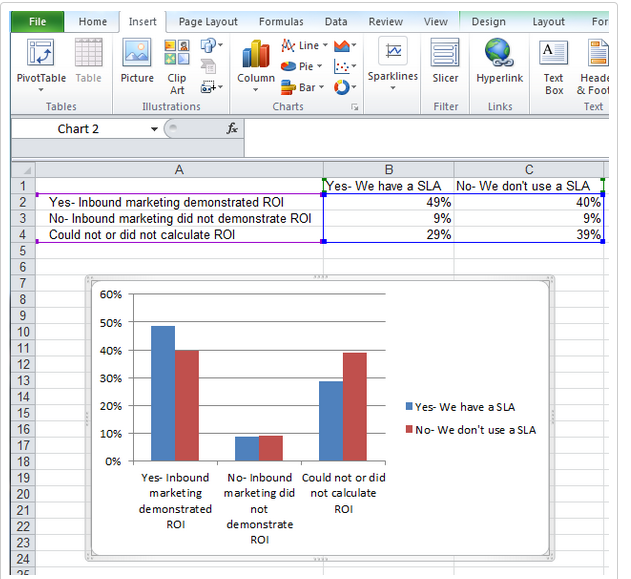 File Home Insert Page Layout Formulas Data Review View Design Layout For
Line
Pie
Bar
PivotTable Table Picture Clip Art Column Sparklines Slicer Hyperlink Text Box Heade & Foot
Tables Illustrations Charts Filter Links Text
Chart 2 fx
A B C
1 Yes- We have a SLA No- We don't use a SLA
2 Yes- Inbound marketing demonstrated ROI 49% 40%
3 No- Inbound marketing did not demonstrate ROI 9% 9%
4 Could not or did not calculate ROI 29% 39%
5
6
7
8
9
10
11
12
13
14
15
16
17
18
19
20
21
22
23
24
25
60%
50%
40%
30%
20%
10%
0%
Yes- We have a SLA
No- We don't use a SLA
Yes- Inbound marketing demonstrated ROI
No- Inbound marketing did not demonstrate ROI
Could not or did not calculate ROI